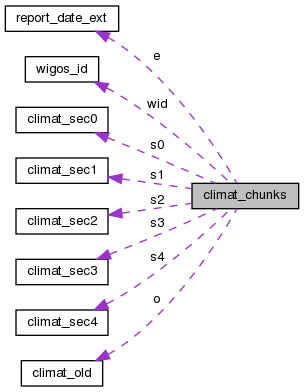 report_date_ext
e
wigos_id
wid
climat_sec0
s0
climat_sec1
s1
climat_chunks
s2
climat_sec2
s3
climat_sec3
s4
climat_sec4
o
climat_old